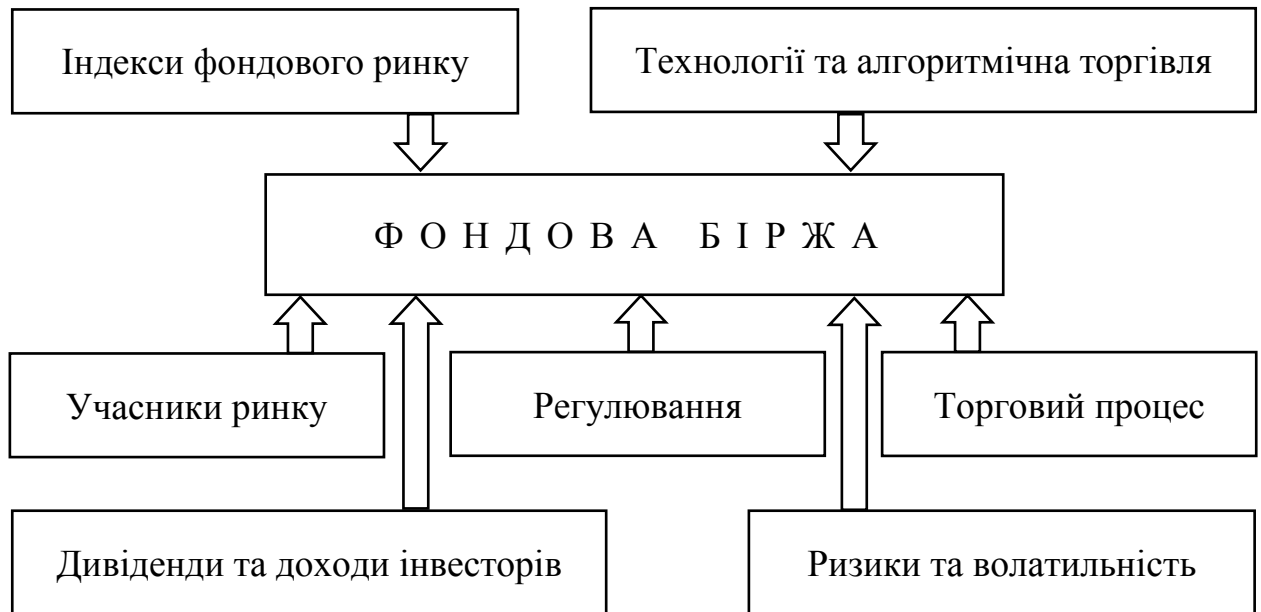 Індекси фондового ринку
Технології та алгоритмічна торгівля
Ф О Н Д О В А Б І Р Ж А
Учасники ринку
Регулювання
Торговий процес
Дивіденди та доходи інвесторів
Ризики та волатильність